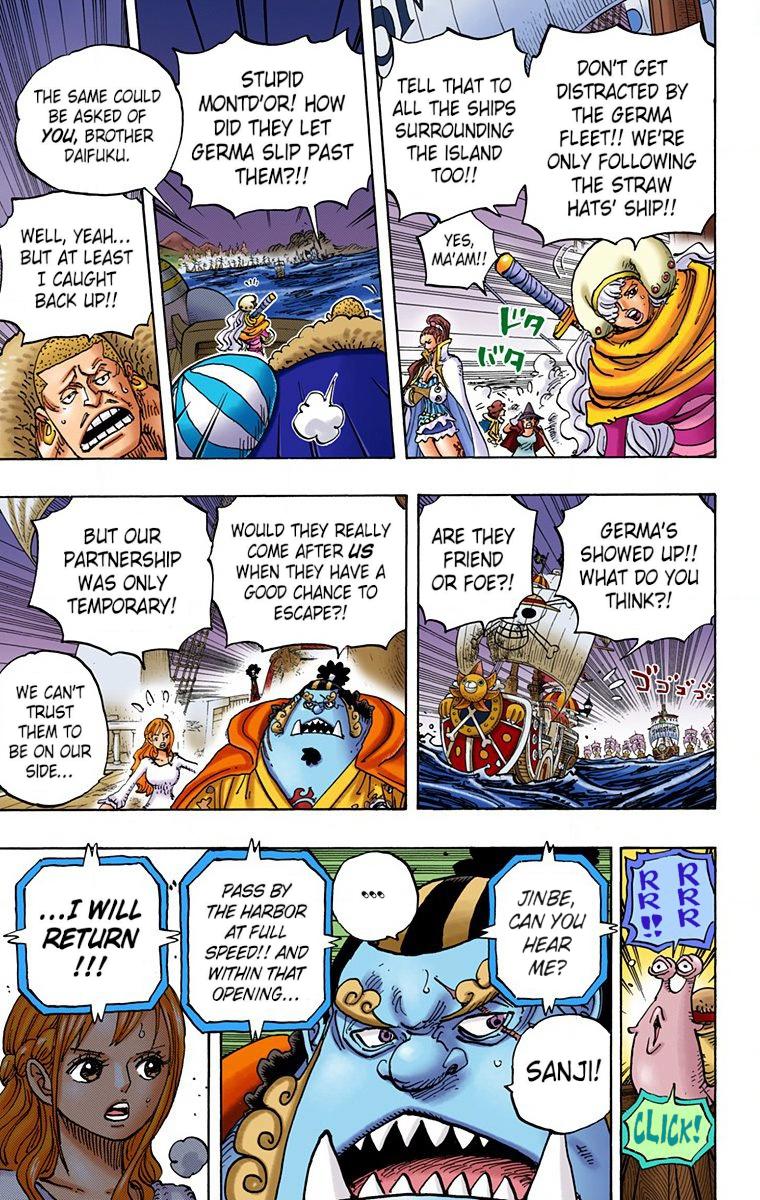 DON'T GET
DISTRACTED BY
THE GERMA
FLEET!! WE'RE
ONLY FOLLOWING
THE STRAW
HATS' SHIP!!
TELL THAT TO
ALL THE SHIPS
SURROUNDING
THE ISLAND
TOO!!
YES,
MA'AM!!
ドタ
バタ
STUPID
MONTD'OR! HOW
DID THEY LET
GERMA SLIP PAST
THEM?!!
THE SAME COULD
BE ASKED OF
YOU, BROTHER
DAIFUKU.
WELL, YEAH...
BUT AT LEAST
I CAUGHT
BACK UP!!
GERMA'S
SHOWED UP!!
WHAT DO YOU
THINK?!
ARE THEY
FRIEND
OR FOE?!
ゴゴゴゴ...
WOULD THEY REALLY
COME AFTER US
WHEN THEY HAVE A
GOOD CHANCE TO
ESCAPE?!
BUT OUR
PARTNERSHIP
WAS ONLY
TEMPORARY!
WE CAN'T
TRUST
THEM TO
BE ON OUR
SIDE...
RRR
RR!!
CLICK!
JINBE,
CAN YOU
HEAR
ME?
SANJI!
...
PASS BY
THE HARBOR
AT FULL
SPEED!! AND
WITHIN THAT
OPENING...
...I WILL
RETURN
!!!